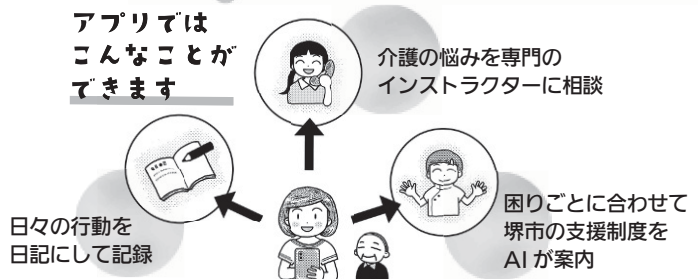 アプリでは
こんなことが
できます
介護の悩みを専門の
インストラクターに相談
日々の行動を
日記にして記録
困りごとに合わせて
堺市の支援制度を
AIが案内